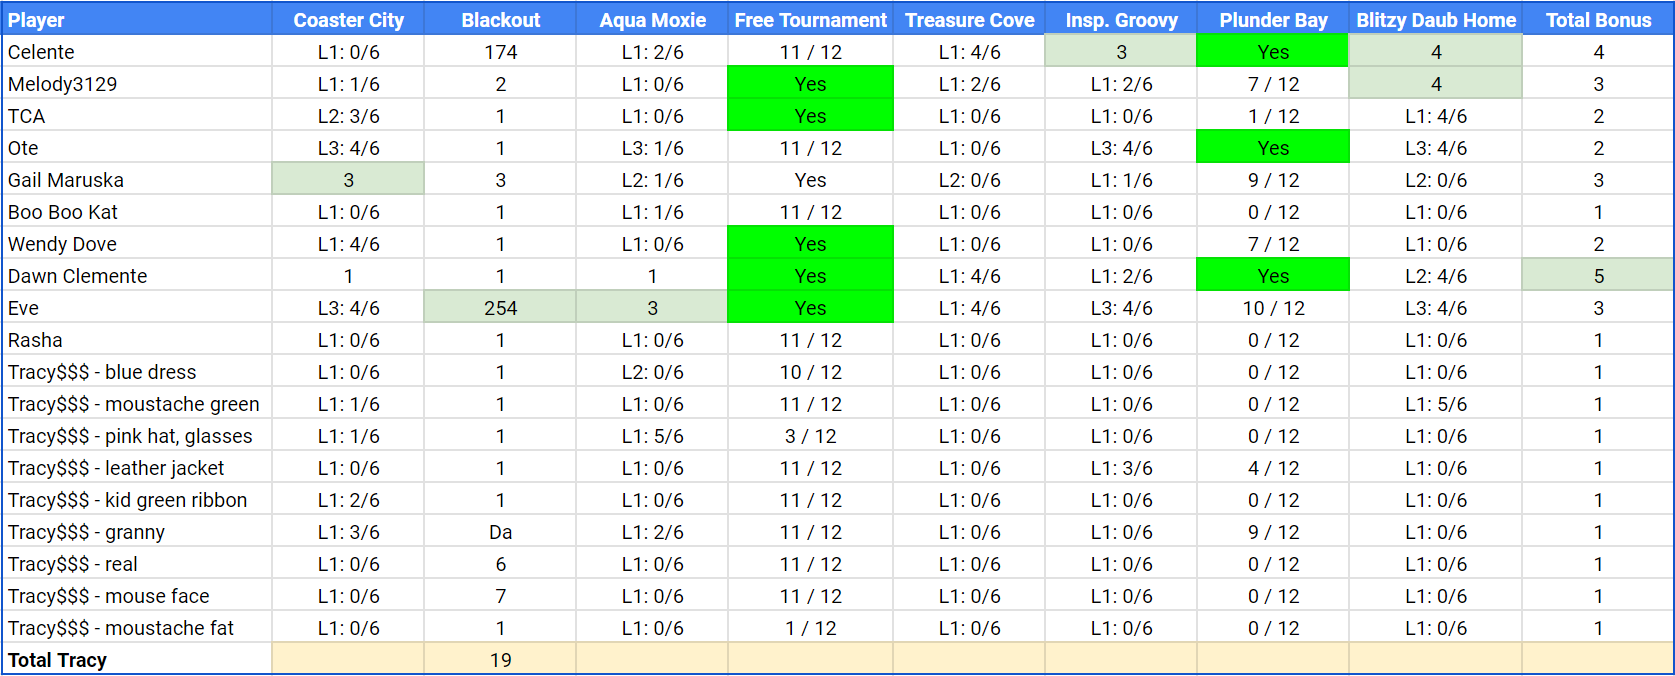 Player Coaster City Blackout Aqua Moxie Free Tournament Treasure Cove Insp. Groovy Plunder Bay Blitzy Daub Home Total Bonus
Celente L1: 0/6 174 L1: 2/6 11 / 12 L1: 4/6 3 Yes 4 4
Melody3129 L1: 1/6 2 L1: 0/6 Yes L1: 2/6 L1: 2/6 7 / 12 4 3
TCA L2: 3/6 1 L1: 0/6 Yes L1: 0/6 L1: 0/6 1 / 12 L1: 4/6 2
Ote L3: 4/6 1 L3: 1/6 11 / 12 L1: 0/6 L3: 4/6 Yes L3: 4/6 2
Gail Maruska 3 3 L2: 1/6 Yes L2: 0/6 L1: 1/6 9 / 12 L2: 0/6 3
Boo Boo Kat L1: 0/6 1 L1: 1/6 11 / 12 L1: 0/6 L1: 0/6 0 / 12 L1: 0/6 1
Wendy Dove L1: 4/6 1 L1: 0/6 Yes L1: 0/6 L1: 0/6 7 / 12 L1: 0/6 2
Dawn Clemente 1 1 1 Yes L1: 4/6 L1: 2/6 Yes L2: 4/6 5
Eve L3: 4/6 254 3 Yes L1: 4/6 L3: 4/6 10 / 12 L3: 4/6 3
Rasha L1: 0/6 1 L1: 0/6 11 / 12 L1: 0/6 L1: 0/6 0 / 12 L1: 0/6 1
Tracy$$$ - blue dress L1: 0/6 1 L2: 0/6 10 / 12 L1: 0/6 L1: 0/6 0 / 12 L1: 0/6 1
Tracy$$$ - moustache green L1: 1/6 1 L1: 0/6 11 / 12 L1: 0/6 L1: 0/6 0 / 12 L1: 5/6 1
Tracy$$$ - pink hat, glasses L1: 1/6 1 L1: 5/6 3 / 12 L1: 0/6 L1: 0/6 0 / 12 L1: 0/6 1
Tracy$$$ - leather jacket L1: 0/6 1 L1: 0/6 11 / 12 L1: 0/6 L1: 3/6 4 / 12 L1: 0/6 1
Tracy$$$ - kid green ribbon L1: 2/6 1 L1: 0/6 11 / 12 L1: 0/6 L1: 0/6 0 / 12 L1: 0/6 1
Tracy$$$ - granny L1: 3/6 Da L1: 2/6 11 / 12 L1: 0/6 L1: 0/6 9 / 12 L1: 0/6 1
Tracy$$$ - real L1: 0/6 6 L1: 0/6 11 / 12 L1: 0/6 L1: 0/6 0 / 12 L1: 0/6 1
Tracy$$$ - mouse face L1: 0/6 7 L1: 0/6 11 / 12 L1: 0/6 L1: 0/6 0 / 12 L1: 0/6 1
Tracy$$$ - moustache fat L1: 0/6 1 L1: 0/6 1 / 12 L1: 0/6 L1: 0/6 0 / 12 L1: 0/6 1
Total Tracy 19